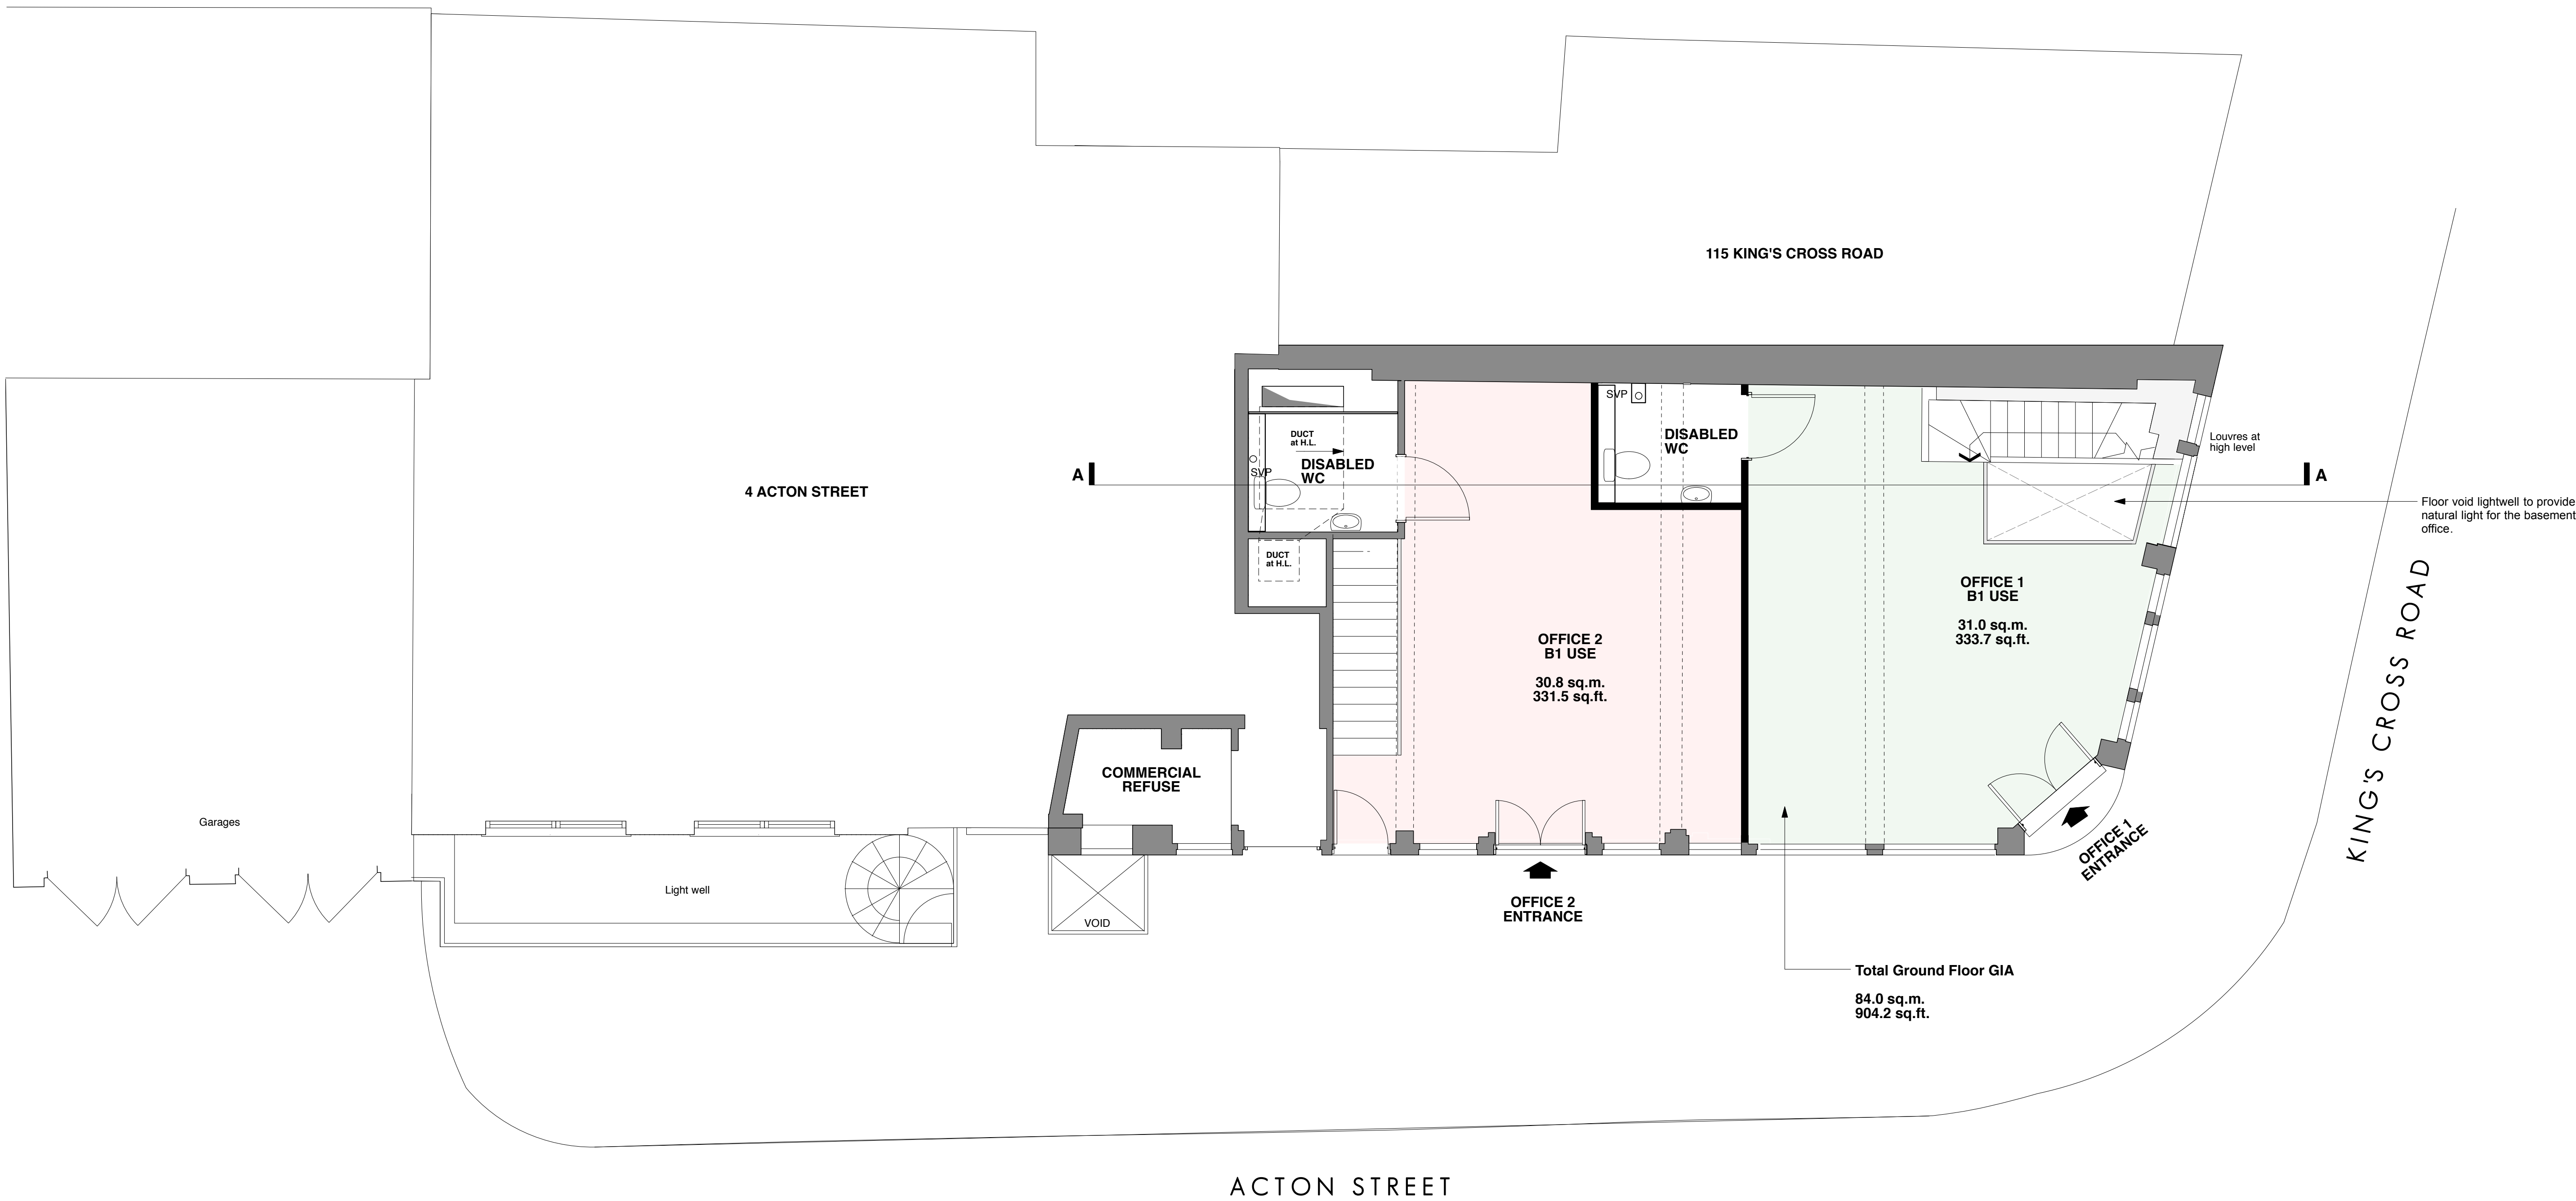 115 KING'S CROSS ROAD
SVP
DISABLED
WC
DUCT
at H.L.
SVP
DISABLED
WC
Louvres at
high level
A
A
4 ACTON STREET
Floor void lightwell to provide
natural light for the basement
office.
DUCT
at H.L.
OFFICE 1
B1 USE
31.0 sq.m.
333.7 sq.ft.
OFFICE 2
B1 USE
30.8 sq.m.
331.5 sq.ft.
KING'S CROSS ROAD
COMMERCIAL
REFUSE
Garages
Light well
VOID
OFFICE 2
ENTRANCE
OFFICE 1
ENTRANCE
Total Ground Floor GIA
84.0 sq.m.
904.2 sq.ft.
ACTON STREET